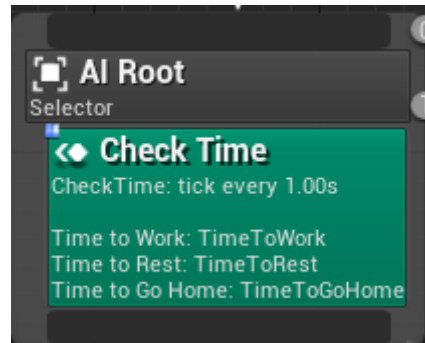 AI Root
Selector
Check Time
CheckTime: tick every 1.00s
Time to Work: TimeToWork
Time to Rest: TimeToRest
Time to Go Home: TimeToGoHome